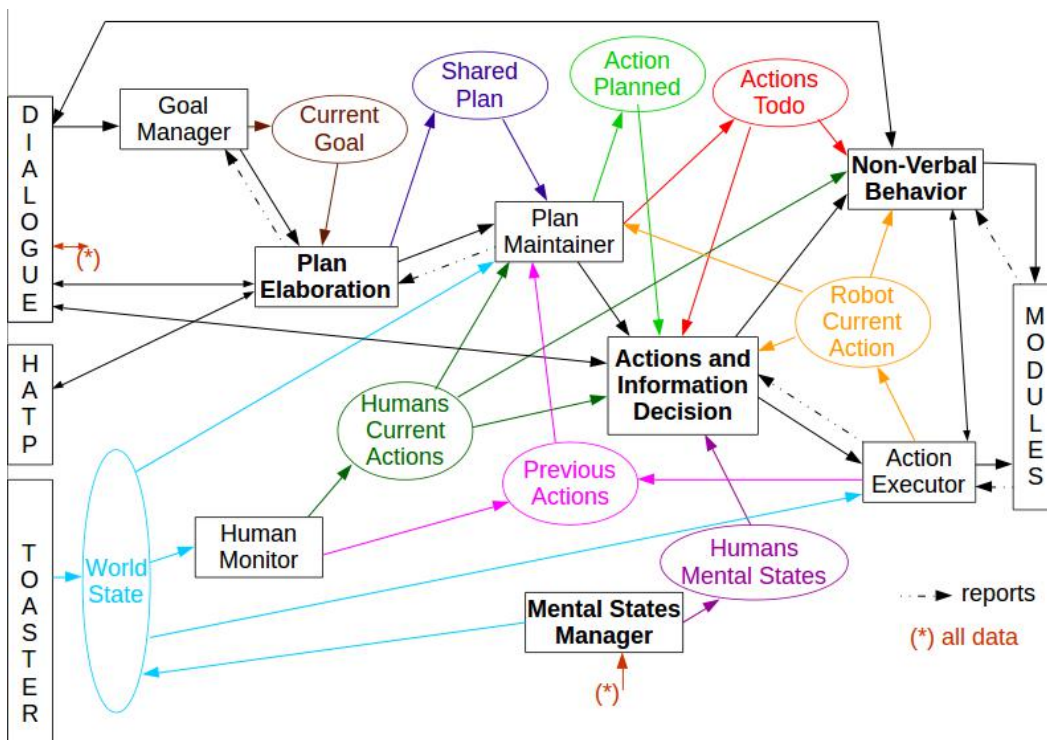 DIALOGUE
Goal
Manager
Current
Goal
Shared
Plan
Action
Planned
Actions
Todo
Non-Verbal
Behavior
(*)
Plan
Elaboration
Plan
Maintainer
Robot
Current
Action
MODULES
HATP
Humans
Current
Actions
Actions and
Information
Decision
Previous
Actions
Action
Executor
TOASTER
World
State
Human
Monitor
Humans
Mental States
Mental States
Manager
(*)
reports
(*) all data